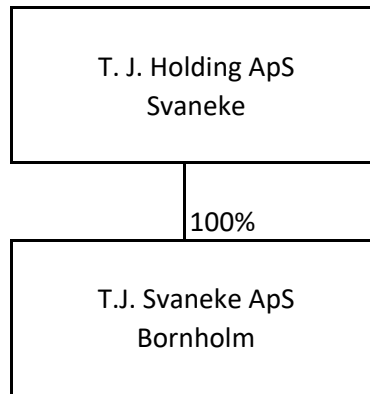 T. J. Holding ApS
Svaneke
100%
T.J. Svaneke ApS
Bornholm